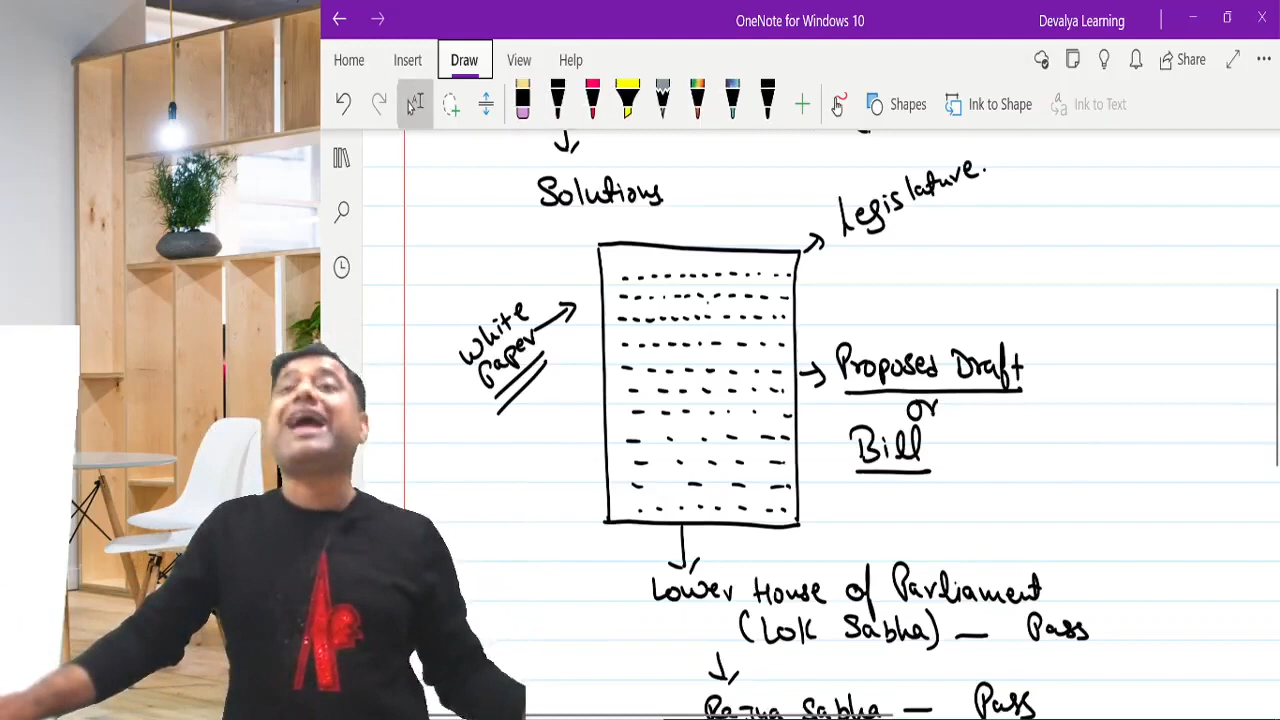 OneNote for Windows 10
Devalya Learning
Home Insert Draw View Help
Share
Shapes
Ink to Shape
Ink to Text
Solutions
Legislature.
White
Paper
Proposed Draft
or
Bill
Lower House of Parliament
(Lok Sabha) — Pass
Rajya Sabha — Pass